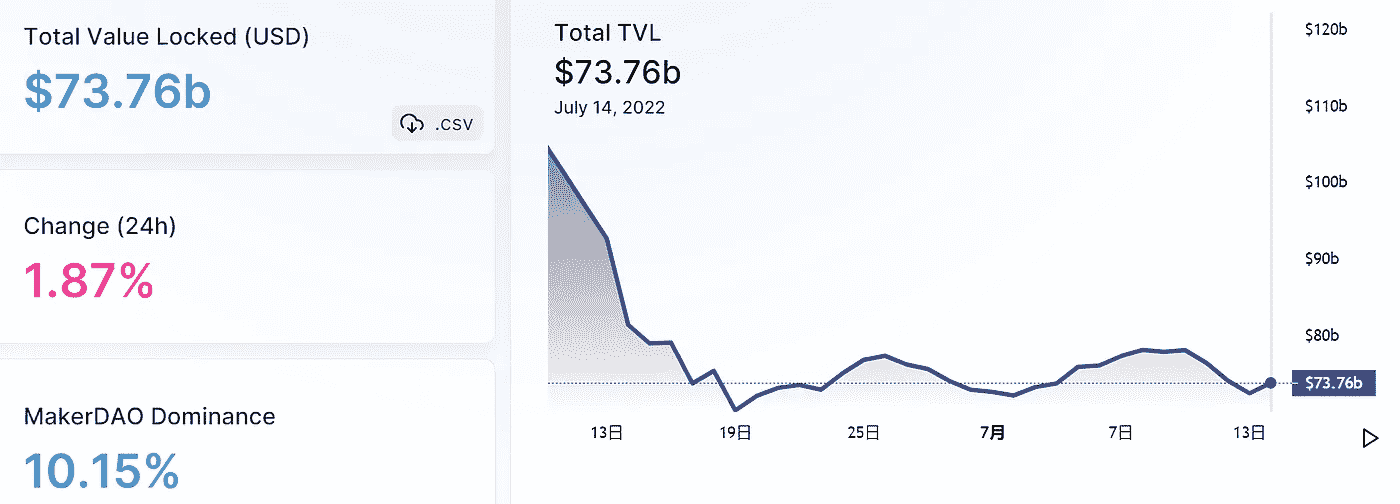 Total Value Locked (USD)
$73.76b
.csv
Change (24h)
1.87%
MakerDAO Dominance
10.15%
Total TVL
$73.76b
July 14, 2022
$120b
$110b
$100b
$90b
$80b
$73.76b
13日
19日
25日
7月
7日
13日